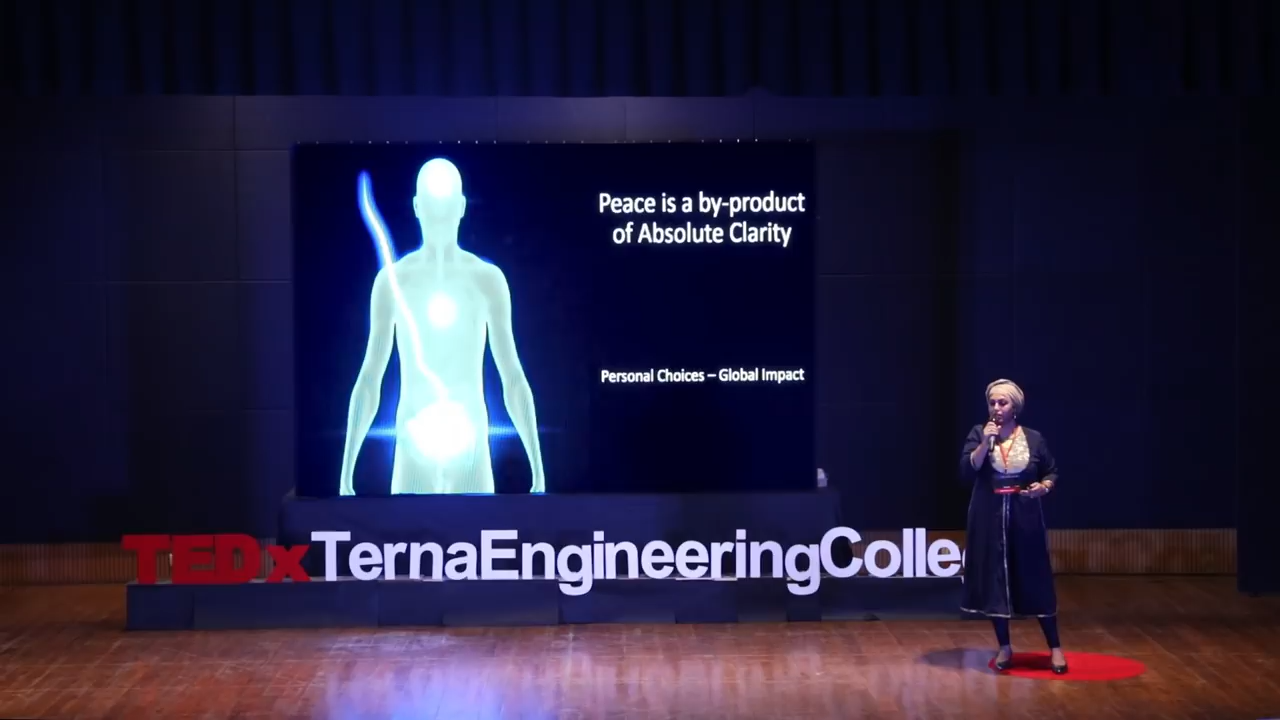 Peace is a by-product
of Absolute Clarity
Personal Choices – Global Impact
TEDxTernaEngineeringColle